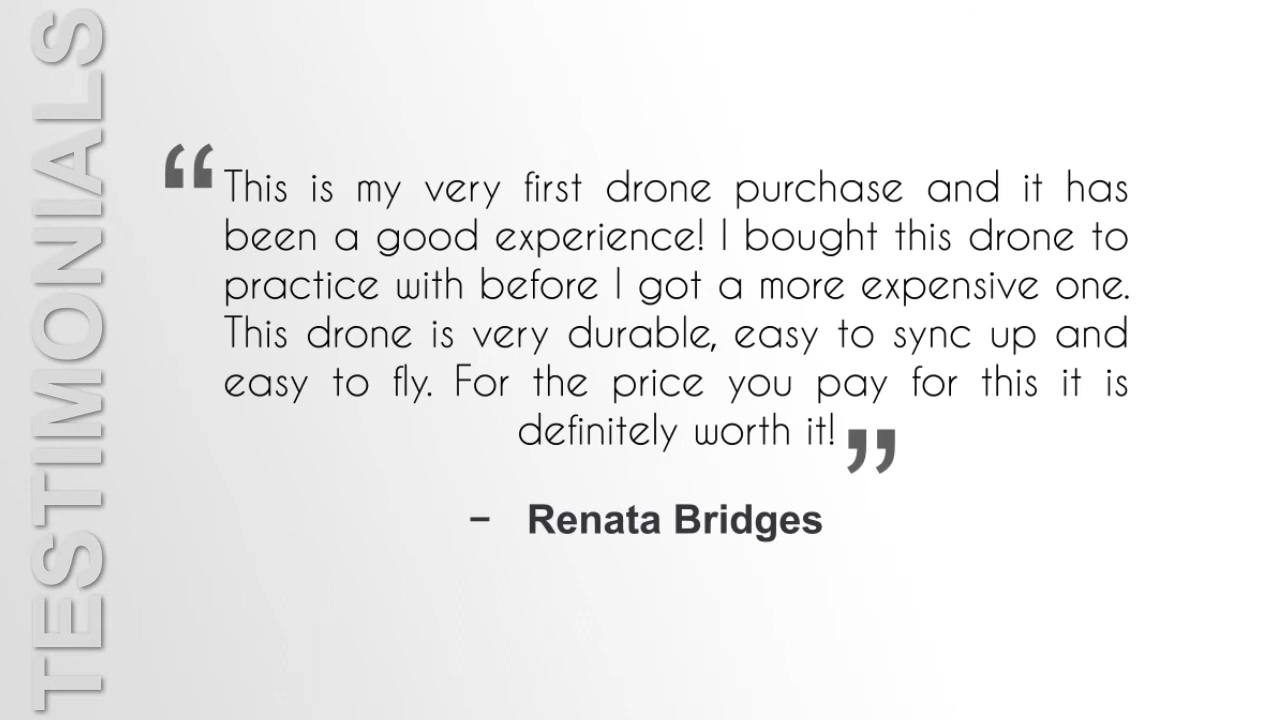 TESTIMONIALS
“This is my very first drone purchase and it has
been a good experience! I bought this drone to
practice with before I got a more expensive one.
This drone is very durable, easy to sync up and
easy to fly. For the price you pay for this it is
definitely worth it!”
– Renata Bridges